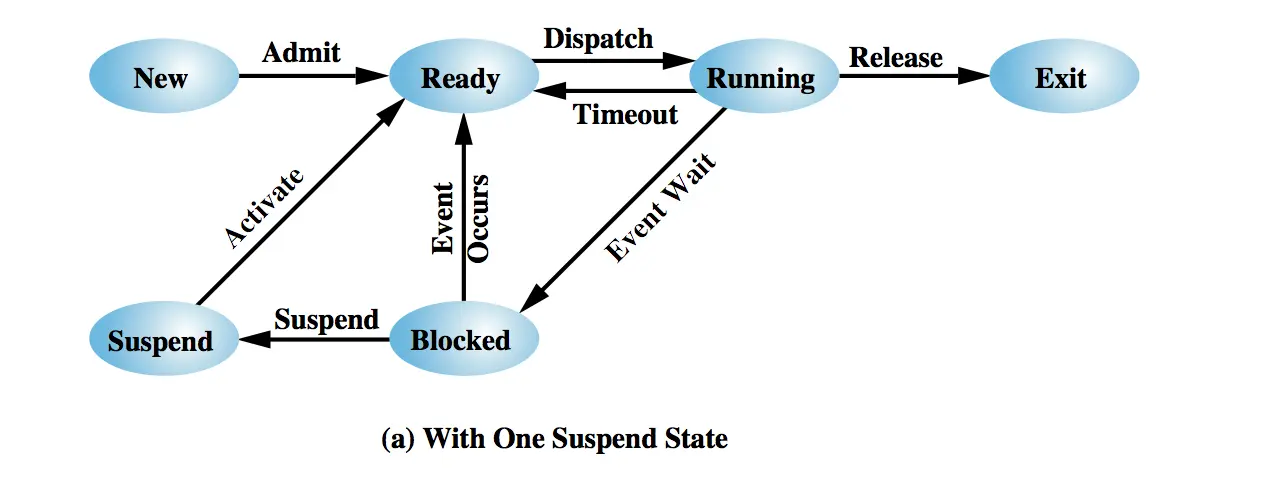 Admit
Dispatch
Release
New
Ready
Running
Exit
Timeout
Activate
Event
Occurs
Event Wait
Suspend
Suspend
Blocked
(a) With One Suspend State